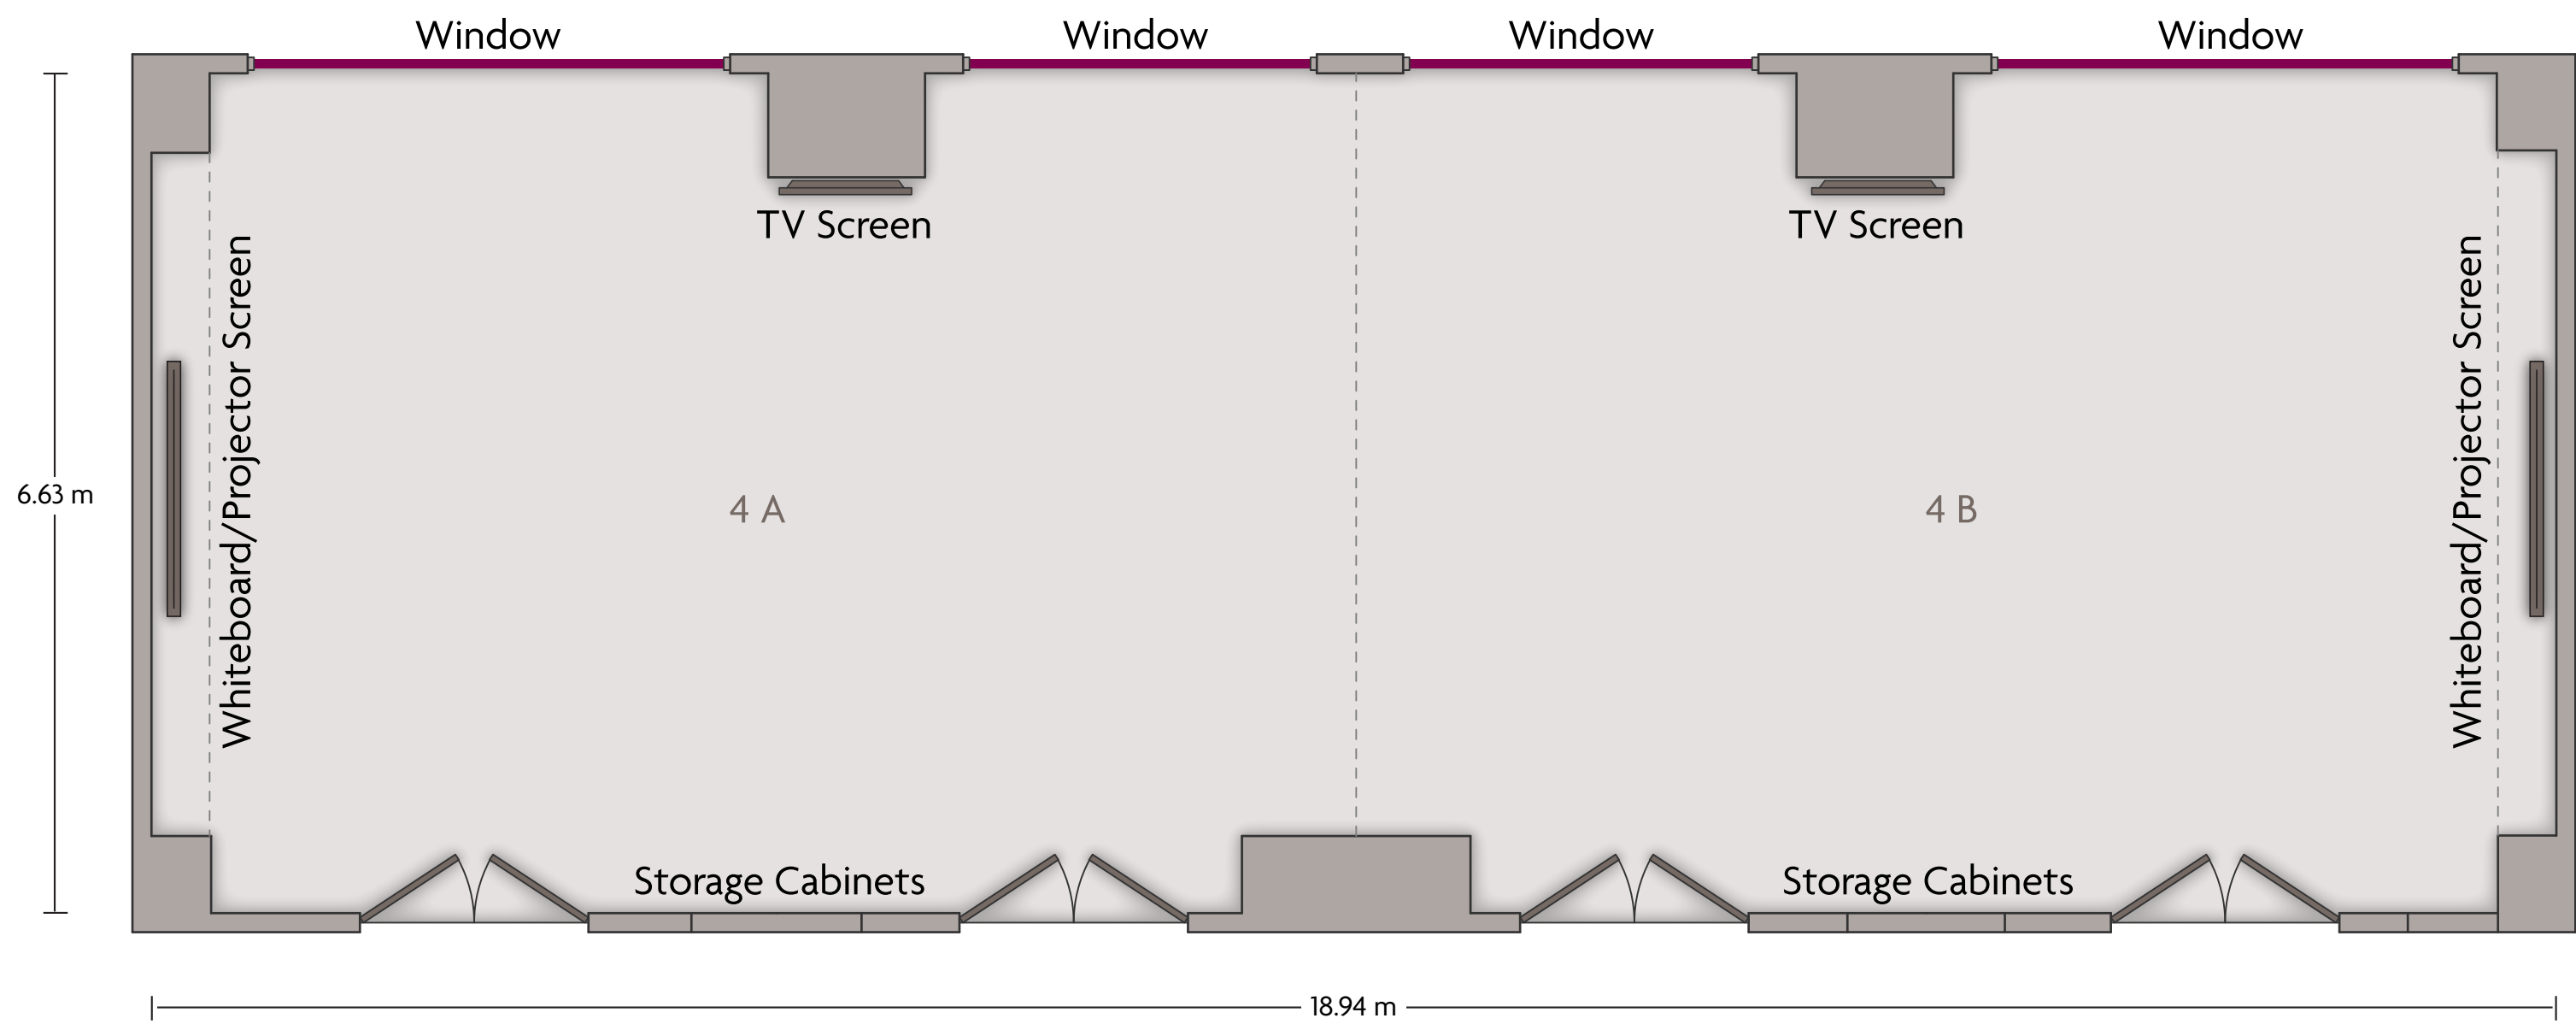 Window
Window
Window
Window
TV Screen
TV Screen
Whiteboard/Projector Screen
Whiteboard/Projector Screen
6.63 m
4 A
4 B
Storage Cabinets
Storage Cabinets
18.94 m